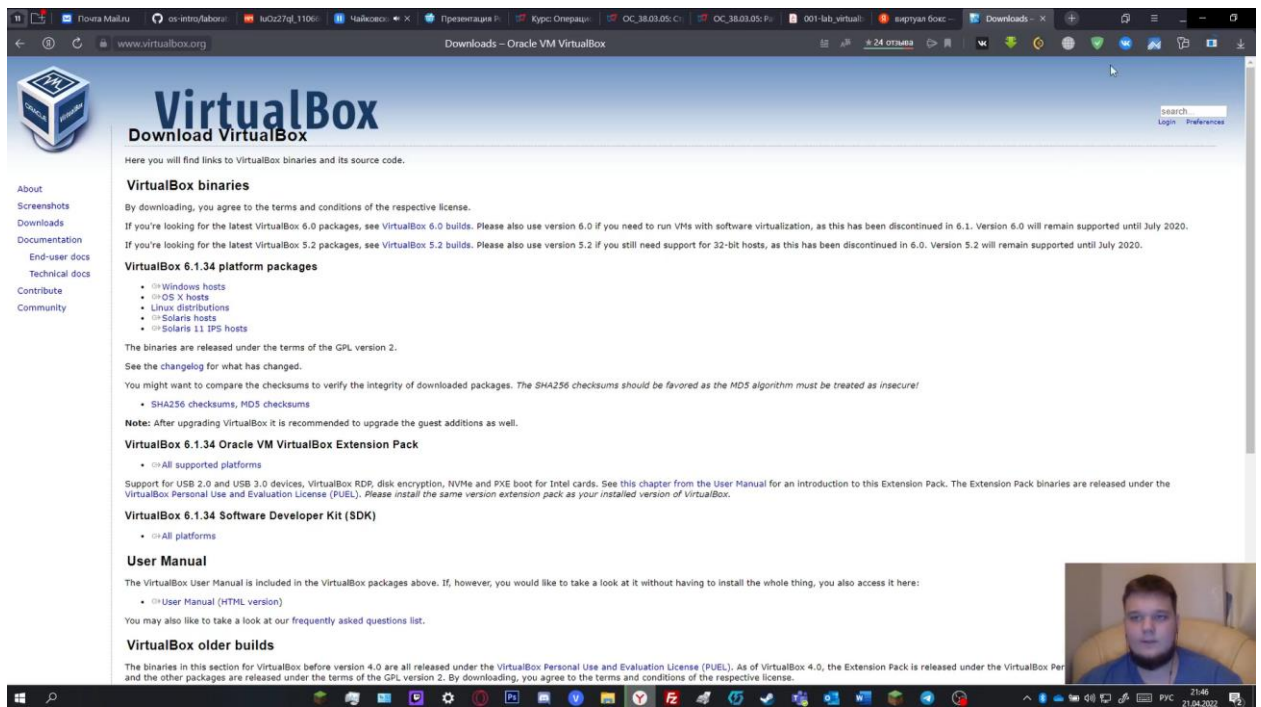 11
Почта Mail.ru
os-intro/laborat
IuOz27ql_1106
Чайковск
Презентация Р
Курс: Операци
ОС_38.03.05: Ст
ОС_38.03.05: Ра
001-lab_virtual
виртуал бокс —
Downloads –
www.virtualbox.org
Downloads – Oracle VM VirtualBox
24 отзыва
VirtualBox
search...
Login Preferences
Download VirtualBox
Here you will find links to VirtualBox binaries and its source code.
About
Screenshots
Downloads
Documentation
End-user docs
Technical docs
Contribute
Community
VirtualBox binaries
By downloading, you agree to the terms and conditions of the respective license.
If you're looking for the latest VirtualBox 6.0 packages, see VirtualBox 6.0 builds. Please also use version 6.0 if you need to run VMs with software virtualization, as this has been discontinued in 6.1. Version 6.0 will remain supported until July 2020.
If you're looking for the latest VirtualBox 5.2 packages, see VirtualBox 5.2 builds. Please also use version 5.2 if you still need support for 32-bit hosts, as this has been discontinued in 6.0. Version 5.2 will remain supported until July 2020.
VirtualBox 6.1.34 platform packages
• Windows hosts
• OS X hosts
• Linux distributions
• Solaris hosts
• Solaris 11 IPS hosts
The binaries are released under the terms of the GPL version 2.
See the changelog for what has changed.
You might want to compare the checksums to verify the integrity of downloaded packages. The SHA256 checksums should be favored as the MD5 algorithm must be treated as insecure!
• SHA256 checksums, MD5 checksums
Note: After upgrading VirtualBox it is recommended to upgrade the guest additions as well.
VirtualBox 6.1.34 Oracle VM VirtualBox Extension Pack
• All supported platforms
Support for USB 2.0 and USB 3.0 devices, VirtualBox RDP, disk encryption, NVMe and PXE boot for Intel cards. See this chapter from the User Manual for an introduction to this Extension Pack. The Extension Pack binaries are released under the
VirtualBox Personal Use and Evaluation License (PUEL). Please install the same version extension pack as your installed version of VirtualBox.
VirtualBox 6.1.34 Software Developer Kit (SDK)
• All platforms
User Manual
The VirtualBox User Manual is included in the VirtualBox packages above. If, however, you would like to take a look at it without having to install the whole thing, you also access it here:
• User Manual (HTML version)
You may also like to take a look at our frequently asked questions list.
VirtualBox older builds
The binaries in this section for VirtualBox before version 4.0 are all released under the VirtualBox Personal Use and Evaluation License (PUEL). As of VirtualBox 4.0, the Extension Pack is released under the VirtualBox Per
and the other packages are released under the terms of the GPL version 2. By downloading, you agree to the terms and conditions of the respective license.
РУС
21:46
21.04.2022